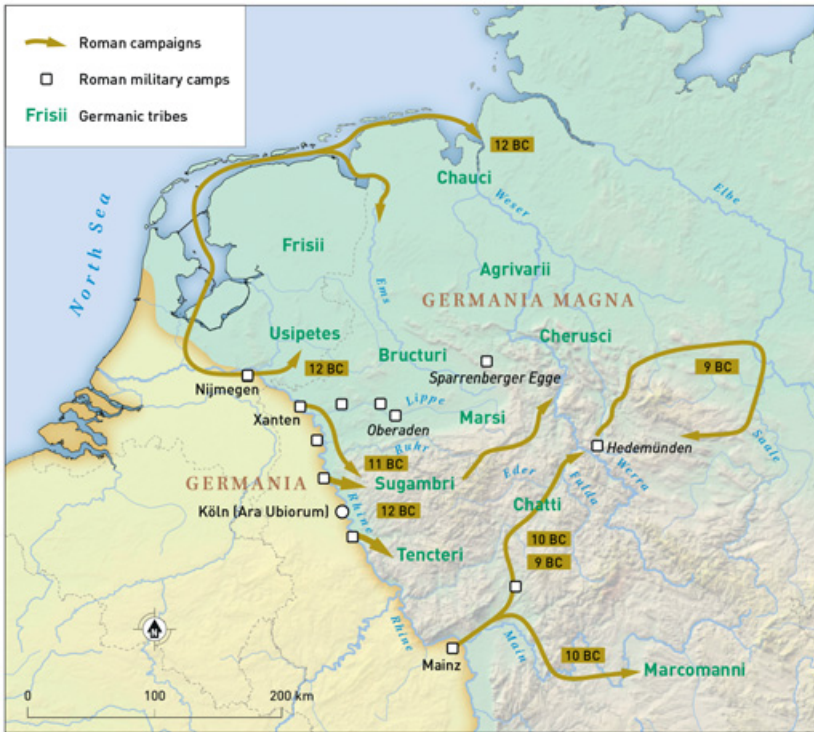 Roman campaigns
Roman military camps
Frisii Germanic tribes
North Sea
12 BC
Chauci
Weser
Elbe
Frisii
Ems
Agrivarii
GERMANIA MAGNA
Usipetes
Cherusci
12 BC
Bructuri
Sparrenberger Egge
9 BC
Nijmegen
Xanten
Lippe
Oberaden
Marsi
Hedemünden
Ruhr
11 BC
Saale
GERMANIA
Sugambri
Eder
Fulda
Werra
Rhine
12 BC
Chatti
Köln (Ara Ubiorum)
10 BC
Tencteri
9 BC
N
Rhine
Main
Mainz
10 BC
Marcomanni
0 100 200 km